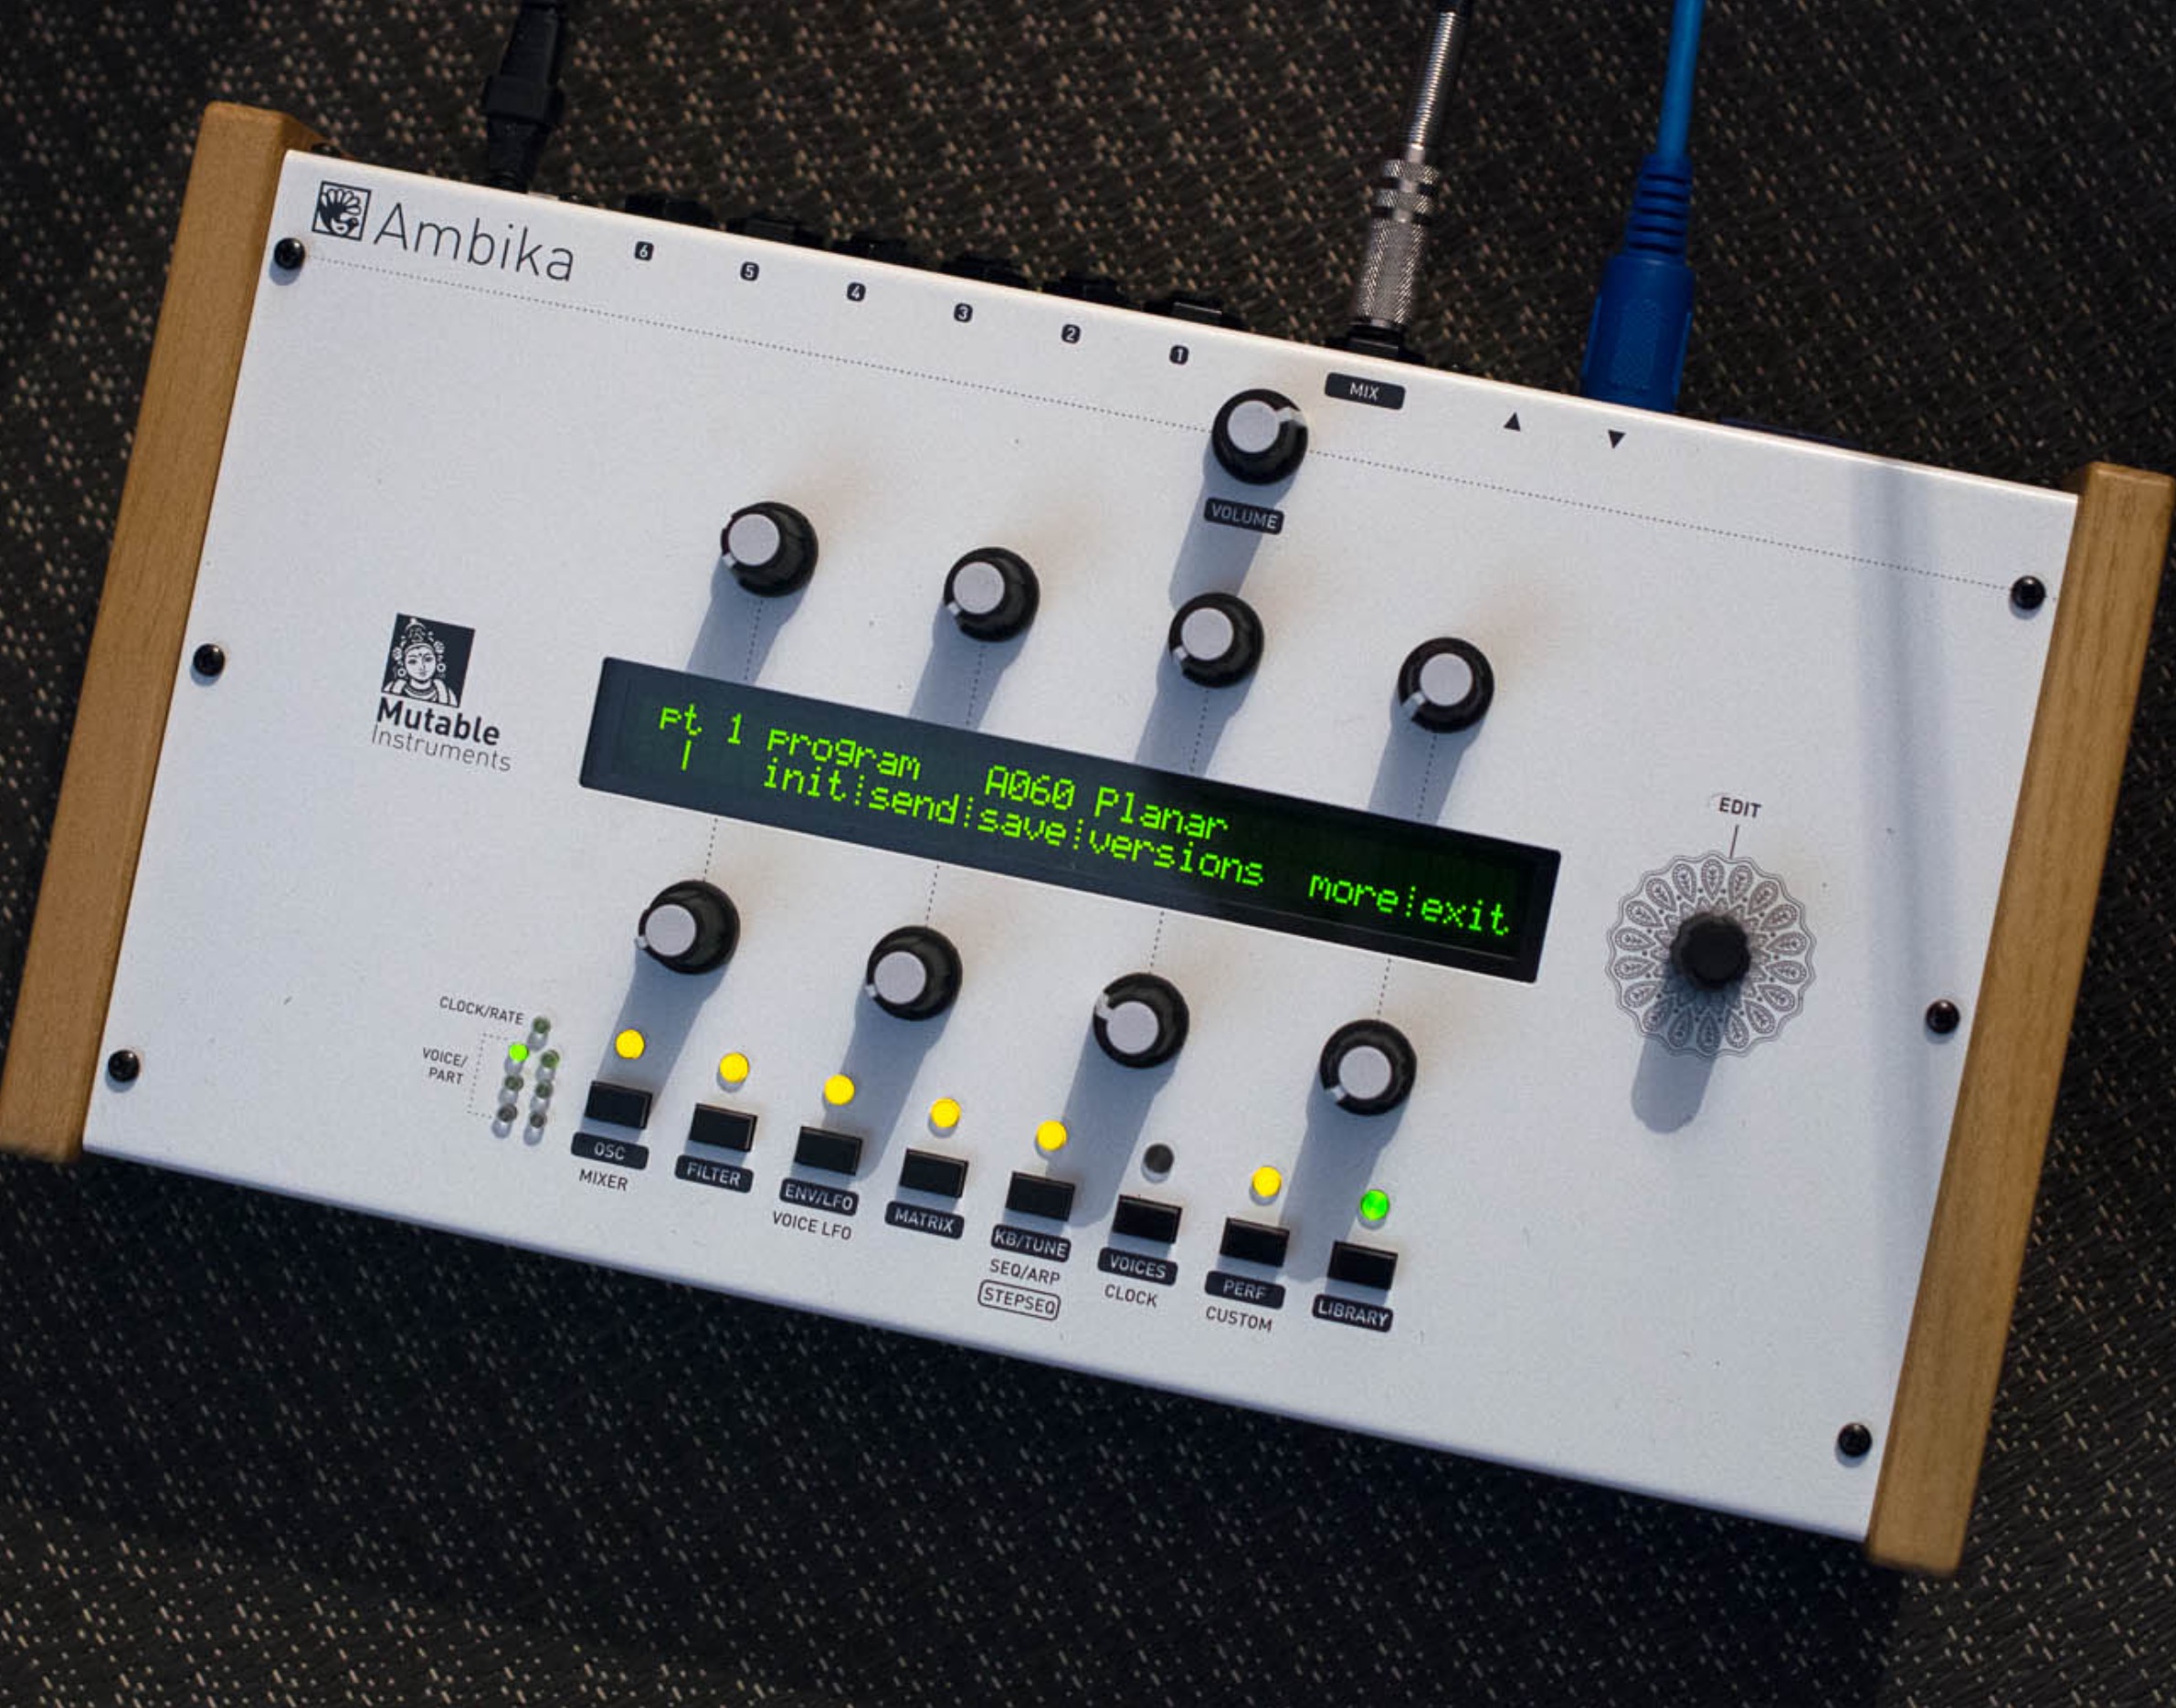 Ambika
6
5
4
3
2
1
MIX
VOLUME
Mutable
Instruments
pt 1 program A060 Planar
init send save versions more exit
EDIT
CLOCK/RATE
VOICE/
PART
OSC
MIXER
FILTER
ENV/LFO
VOICE LFO
MATRIX
KB/TUNE
SEQ/ARP
STEPSEQ
VOICES
CLOCK
PERF
CUSTOM
LIBRARY